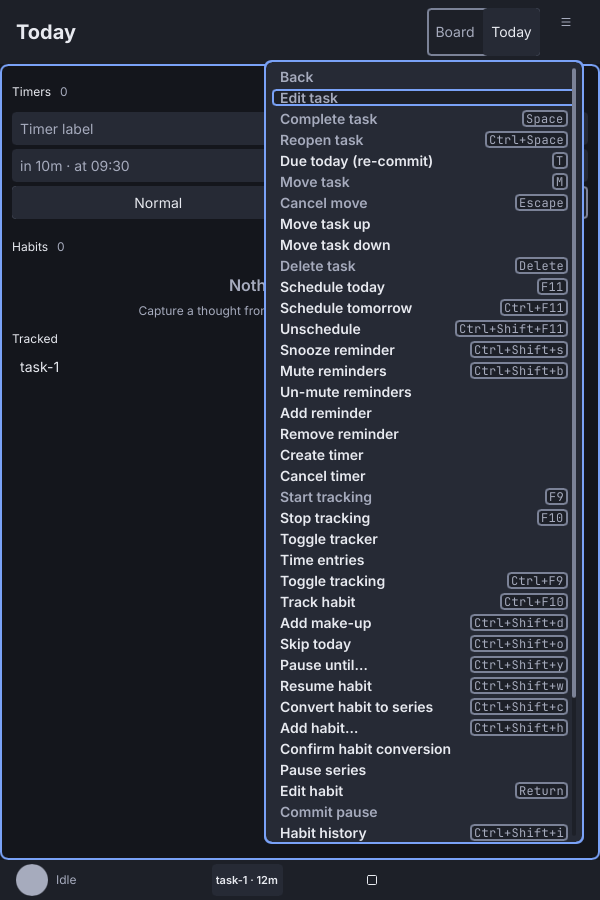 Today
Board
Today
Timers 0
Timer label
in 10m · at 09:30
Normal
Habits 0
Noth
Capture a thought fror
Tracked
task-1
Back
Edit task
Complete task Space
Reopen task Ctrl+Space
Due today (re-commit) T
Move task M
Cancel move Escape
Move task up
Move task down
Delete task Delete
Schedule today F11
Schedule tomorrow Ctrl+F11
Unschedule Ctrl+Shift+F11
Snooze reminder Ctrl+Shift+s
Mute reminders Ctrl+Shift+b
Un-mute reminders
Add reminder
Remove reminder
Create timer
Cancel timer
Start tracking F9
Stop tracking F10
Toggle tracker
Time entries
Toggle tracking Ctrl+F9
Track habit Ctrl+F10
Add make-up Ctrl+Shift+d
Skip today Ctrl+Shift+o
Pause until... Ctrl+Shift+y
Resume habit Ctrl+Shift+w
Convert habit to series Ctrl+Shift+c
Add habit... Ctrl+Shift+h
Confirm habit conversion
Pause series
Edit habit Return
Commit pause
Habit history Ctrl+Shift+i
Idle
task-1 · 12m